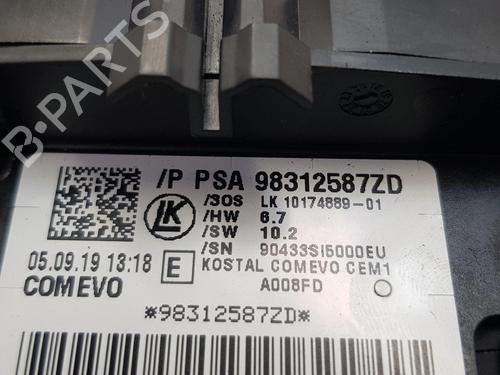 /P PSA 98312587ZD
/SOS LK 10174889-01
/HW 6.7
/SW 10.2
/SN 90433SI5000EU
LK
05.09.19 13:18 E KOSTAL COMEVO CEM1
COMEVO A008FD
*98312587ZD*
B-PARTS